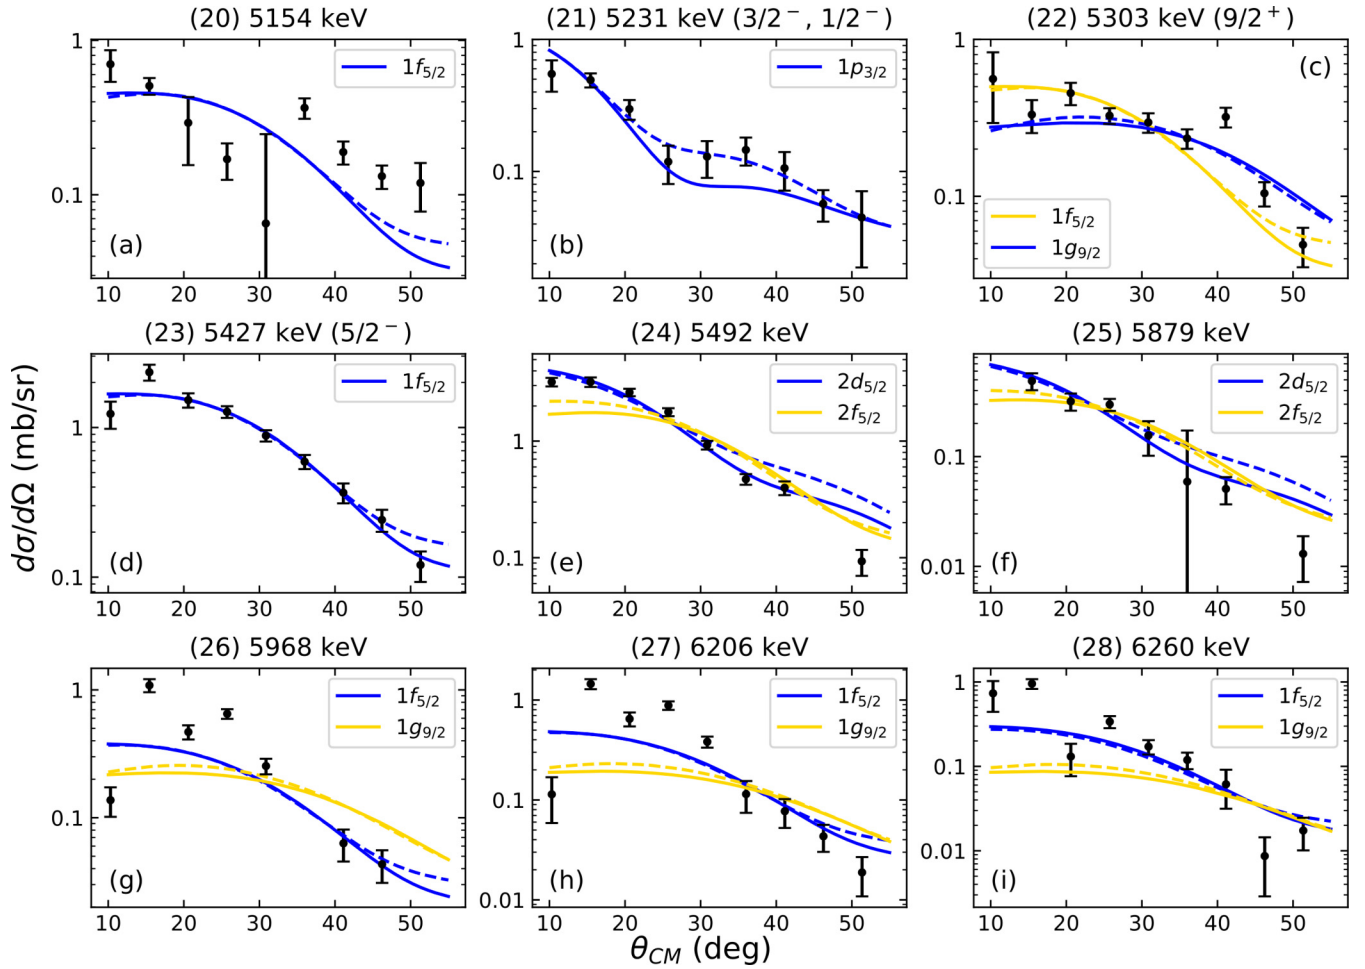 (20) 5154 keV
(21) 5231 keV (3/2⁻, 1/2⁻)
(22) 5303 keV (9/2⁺)
1
0.1
1f₅/₂
(a)
10 20 30 40 50
1
0.1
1p₃/₂
(b)
10 20 30 40 50
1
0.1
(c)
1f₅/₂
1g₉/₂
10 20 30 40 50
(23) 5427 keV (5/2⁻)
(24) 5492 keV
(25) 5879 keV
dσ/dΩ (mb/sr)
1
0.1
1f₅/₂
(d)
10 20 30 40 50
1
0.1
2d₅/₂
2f₅/₂
(e)
10 20 30 40 50
1
0.1
0.01
2d₅/₂
2f₅/₂
(f)
10 20 30 40 50
(26) 5968 keV
(27) 6206 keV
(28) 6260 keV
1
0.1
1f₅/₂
1g₉/₂
(g)
10 20 30 40 50
1
0.1
0.01
1f₅/₂
1g₉/₂
(h)
10 20 30 40 50
1
0.1
0.01
1f₅/₂
1g₉/₂
(i)
10 20 30 40 50
θCM (deg)